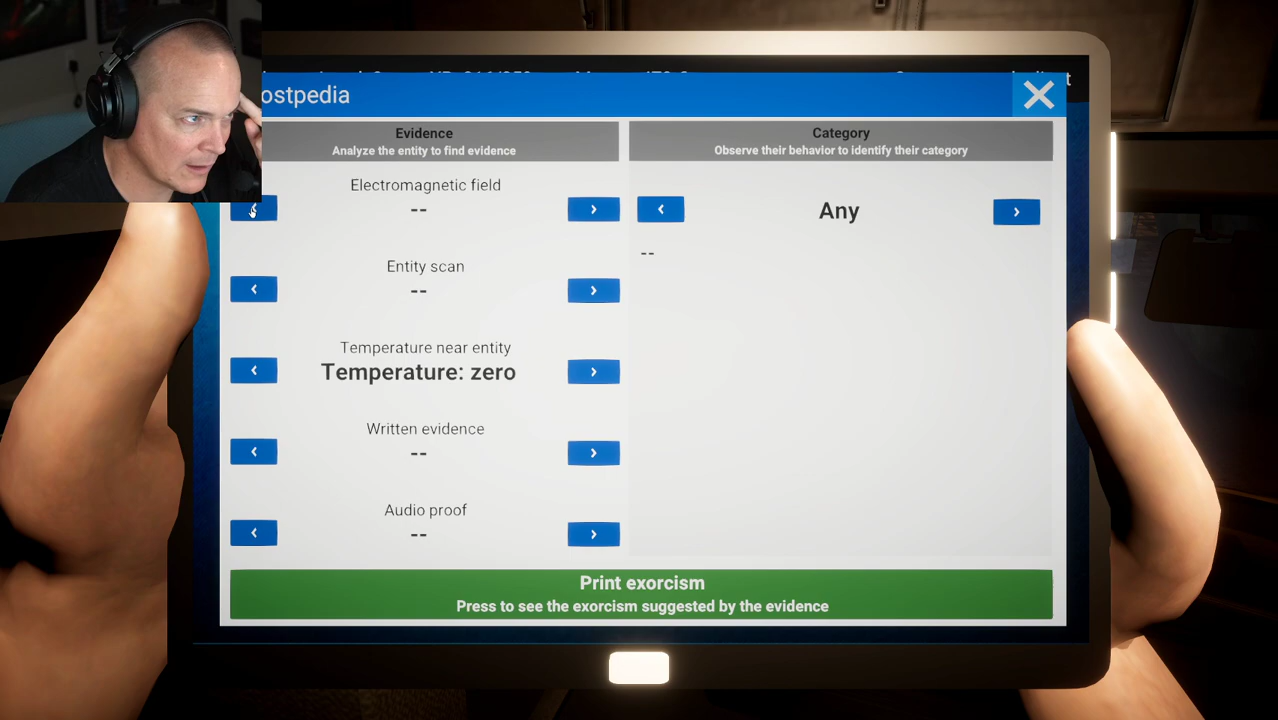 ostpedia
Evidence
Analyze the entity to find evidence
Category
Observe their behavior to identify their category
Electromagnetic field
--
Any
--
Entity scan
--
Temperature near entity
Temperature: zero
Written evidence
--
Audio proof
--
Print exorcism
Press to see the exorcism suggested by the evidence